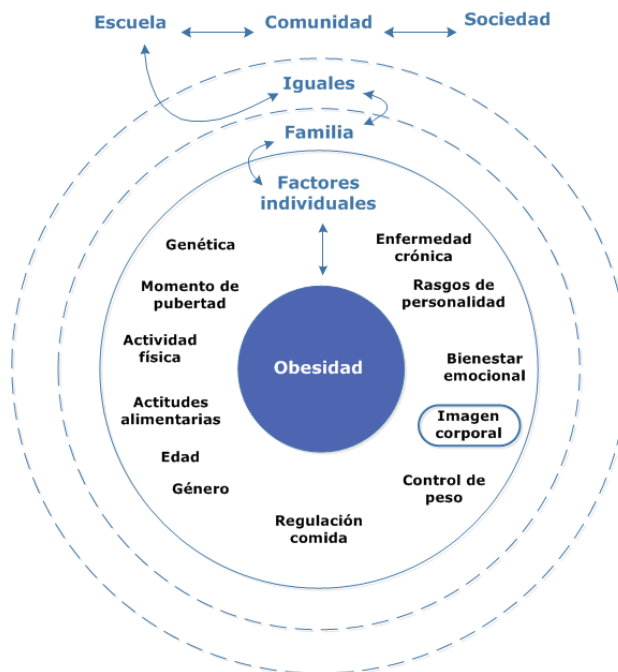 Escuela
Comunidad
Sociedad
Iguales
Familia
Factores
individuales
Genética
Enfermedad
crónica
Momento de
pubertad
Rasgos de
personalidad
Actividad
física
Obesidad
Bienestar
emocional
Actitudes
alimentarias
Imagen
corporal
Edad
Género
Control de
peso
Regulación
comida